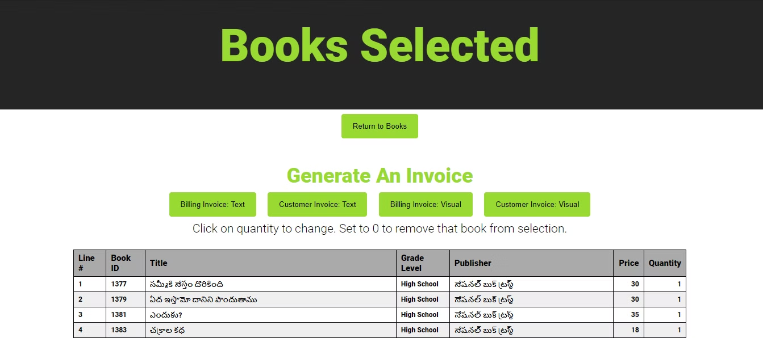 Books Selected
Return to Books
Generate An Invoice
Billing Invoice: Text Customer Invoice: Text Billing Invoice: Visual Customer Invoice: Visual
Click on quantity to change. Set to 0 to remove that book from selection.
Line # Book ID Title Grade Level Publisher Price Quantity
1 1377 సమీరకి నేస్తం దొరికింది High School నేషనల్ బుక్ ట్రస్ట్ 30 1
2 1379 ఏది ఇస్తామో దానిని పొందుతాము High School నేషనల్ బుక్ ట్రస్ట్ 30 1
3 1381 ఎందుకు? High School నేషనల్ బుక్ ట్రస్ట్ 35 1
4 1383 చక్రాల కథ High School నేషనల్ బుక్ ట్రస్ట్ 18 1